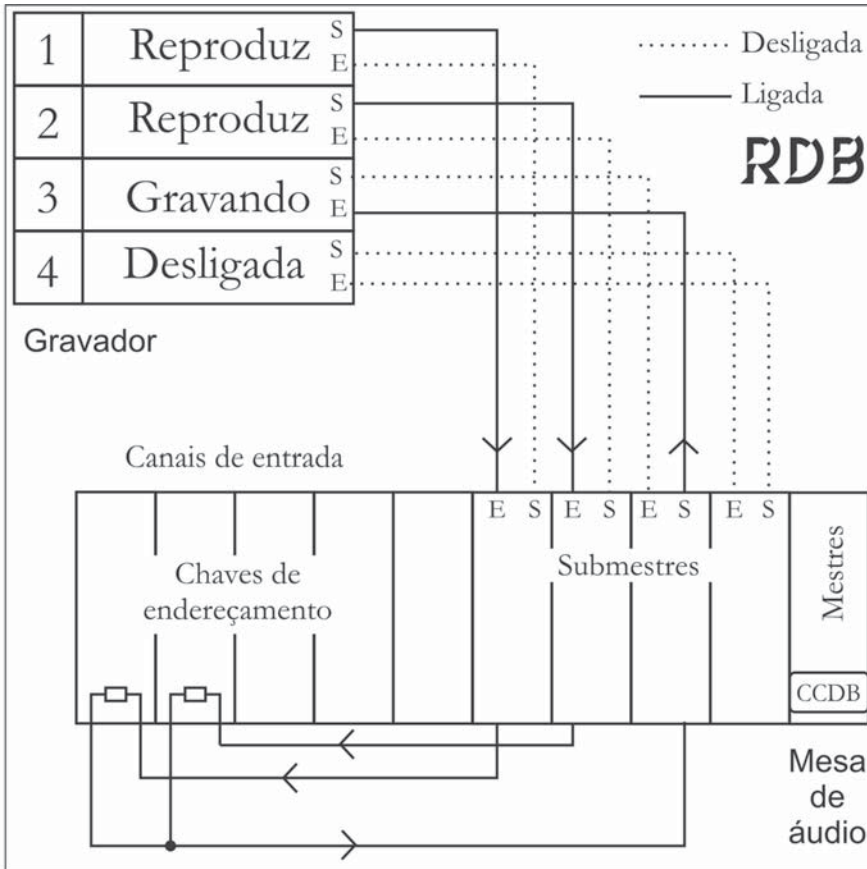 1 Reproduz S
E
2 Reproduz S
E
3 Gravando S
E
4 Desligada S
E
Gravador
Desligada
Ligada
RDB
Canais de entrada
E S E S E S E S
Chaves de
endereçamento
Submestres
Mestres
CCDB
Mesa
de
áudio